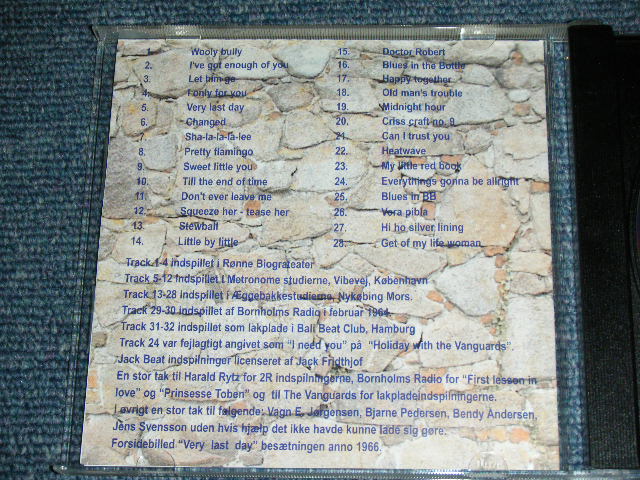 1. Wooly bully
2. I've got enough of you
3. Let him go
4. I only for you
5. Very last day
6. Changed
7. Sha-la-la-la-lee
8. Pretty flamingo
9. Sweet little you
10. Till the end of time
11. Don't ever leave me
12. Squeeze her - tease her
13. Stewball
14. Little by little
15. Doctor Robert
16. Blues in the Bottle
17. Happy together
18. Old man's trouble
19. Midnight hour
20. Criss craft no. 9
21. Can I trust you
22. Heatwave
23. My little red book
24. Everythings gonna be allright
25. Blues in BB
26. Vora pibla
27. Hi ho silver lining
28. Get of my life woman
Track 1-4 indspillet i Rønne Biograteater
Track 5-12 indspillet i Metronome studierne, Vibevej, København
Track 13-28 indspillet i Æggebakkestudierne, Nykøbing Mors.
Track 29-30 indspillet af Bornholms Radio i februar 1964.
Track 31-32 indspillet som lakplade i Bali Beat Club, Hamburg
Track 24 var fejlagtigt angivet som "I need you" på "Holiday with the Vanguards".
Jack Beat indspilninger licenseret af Jack Fridthjof
En stor tak til Harald Rytz for 2R indspilningerne, Bornholms Radio for "First lesson in
love" og "Prinsesse Toben" og til The Vanguards for lakpladeindspilningerne.
I øvrigt en stor tak til følgende: Vagn E. Jørgensen, Bjarne Pedersen, Bendy Andersen,
Jens Svensson uden hvis hjælp det ikke havde kunne lade sig gøre.
Forsidebilled "Very last day" besætningen anno 1966.